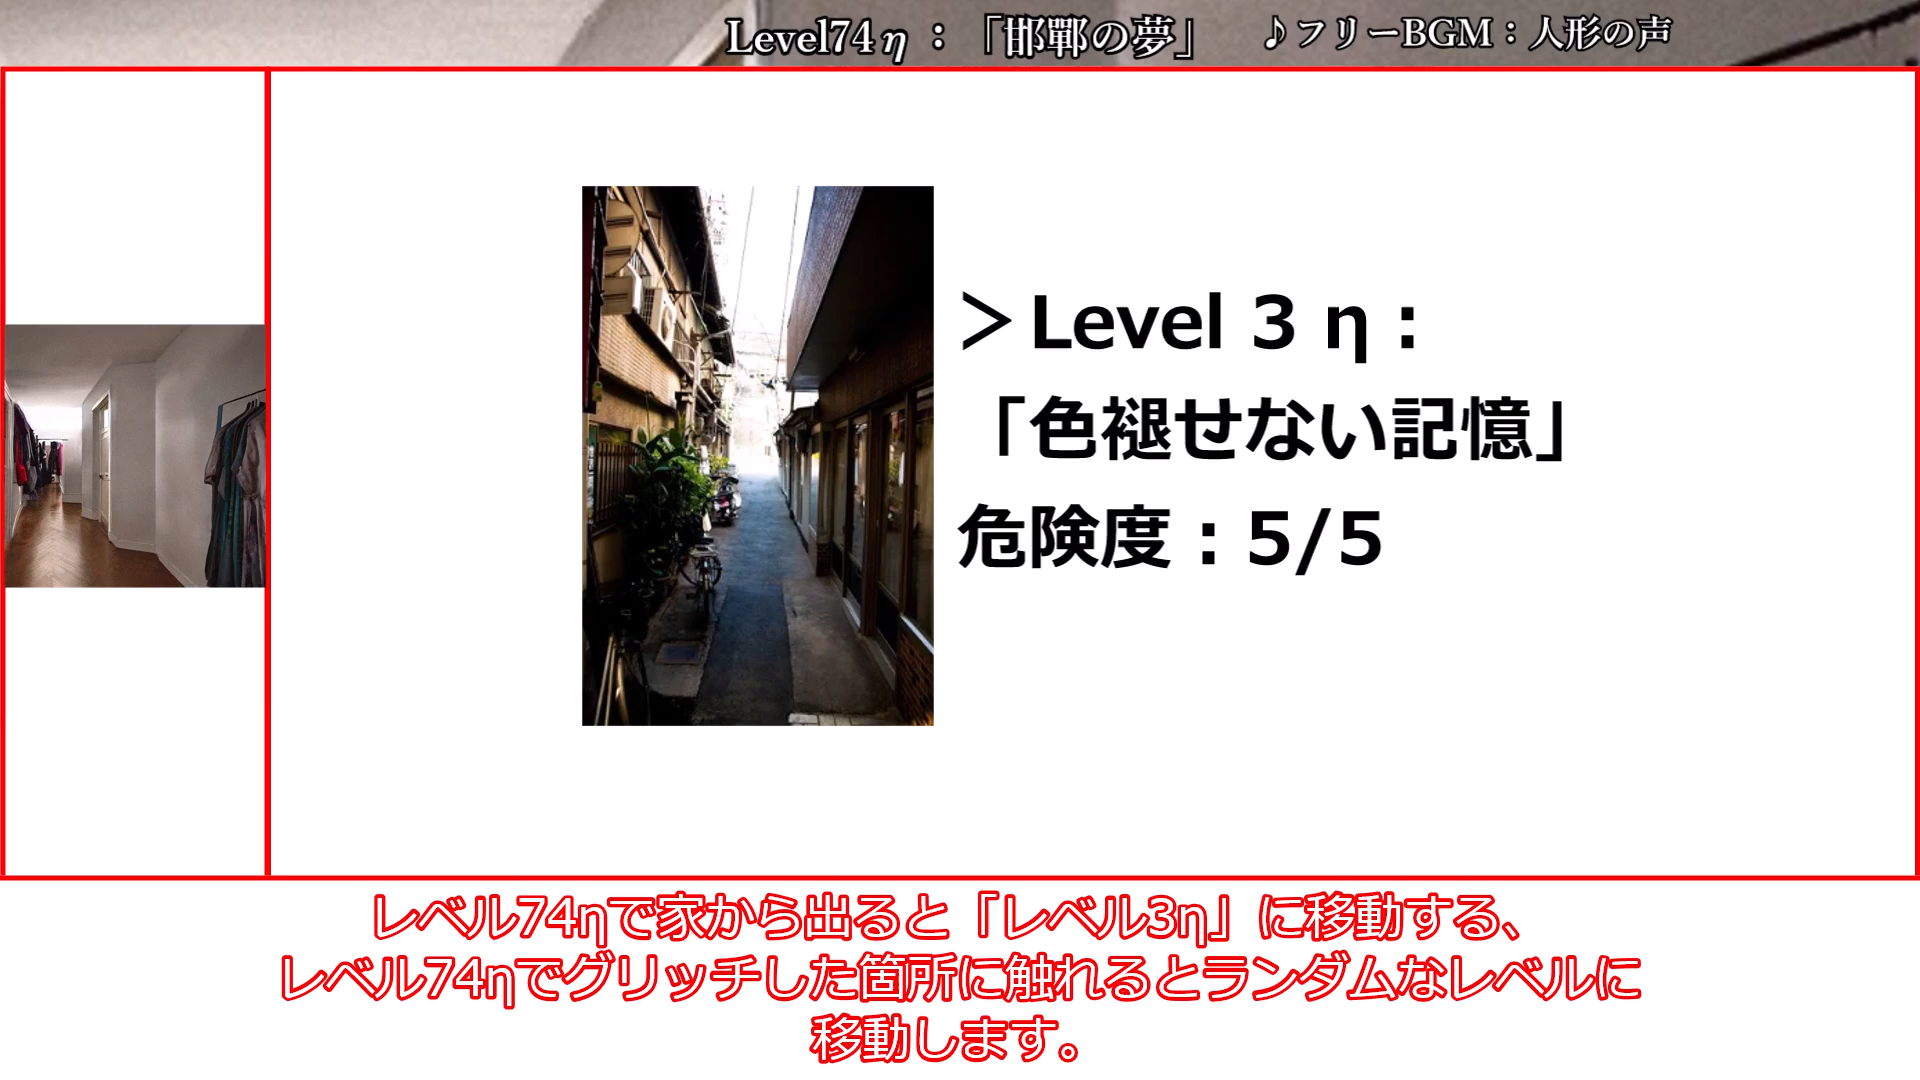 Level74η：「邯鄲の夢」　♪フリーBGM：人形の声
＞Level 3 η：
「色褪せない記憶」
危険度：5/5
レベル74ηで家から出ると「レベル3η」に移動する、
レベル74ηでグリッチした箇所に触れるとランダムなレベルに
移動します。